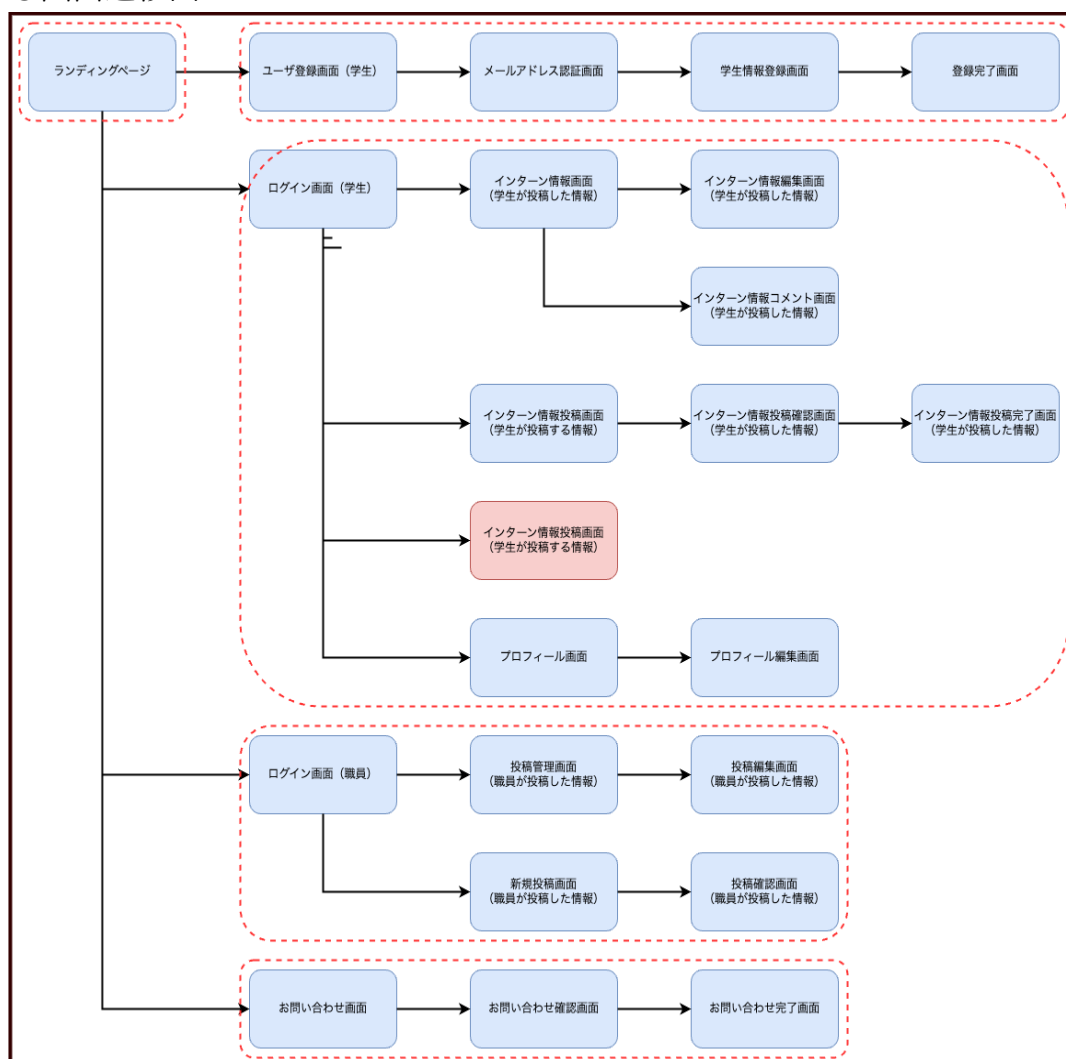 ランディングページ
ユーザ登録画面（学生）
メールアドレス認証画面
学生情報登録画面
登録完了画面
ログイン画面（学生）
インターン情報画面
（学生が投稿した情報）
インターン情報編集画面
（学生が投稿した情報）
インターン情報コメント画面
（学生が投稿した情報）
インターン情報投稿画面
（学生が投稿する情報）
インターン情報投稿確認画面
（学生が投稿した情報）
インターン情報投稿完了画面
（学生が投稿した情報）
インターン情報投稿画面
（学生が投稿する情報）
プロフィール画面
プロフィール編集画面
ログイン画面（職員）
投稿管理画面
（職員が投稿した情報）
投稿編集画面
（職員が投稿した情報）
新規投稿画面
（職員が投稿した情報）
投稿確認画面
（職員が投稿した情報）
お問い合わせ画面
お問い合わせ確認画面
お問い合わせ完了画面